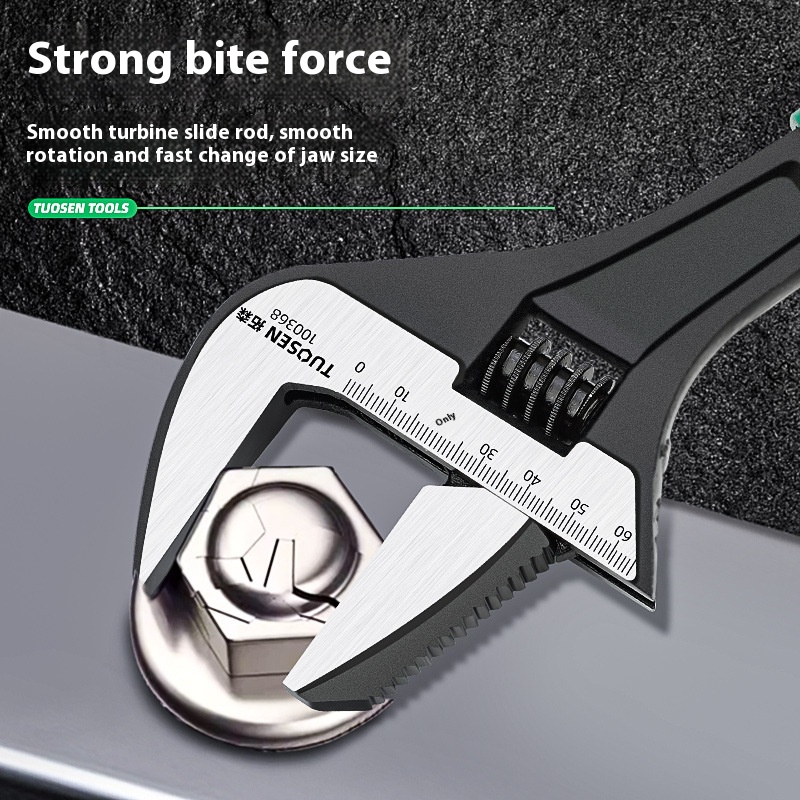 Strong bite force
Smooth turbine slide rod, smooth
rotation and fast change of jaw size
TUOSEN TOOLS
TUOSEN 拓森
100368
0
10
Only
30
40
50
60